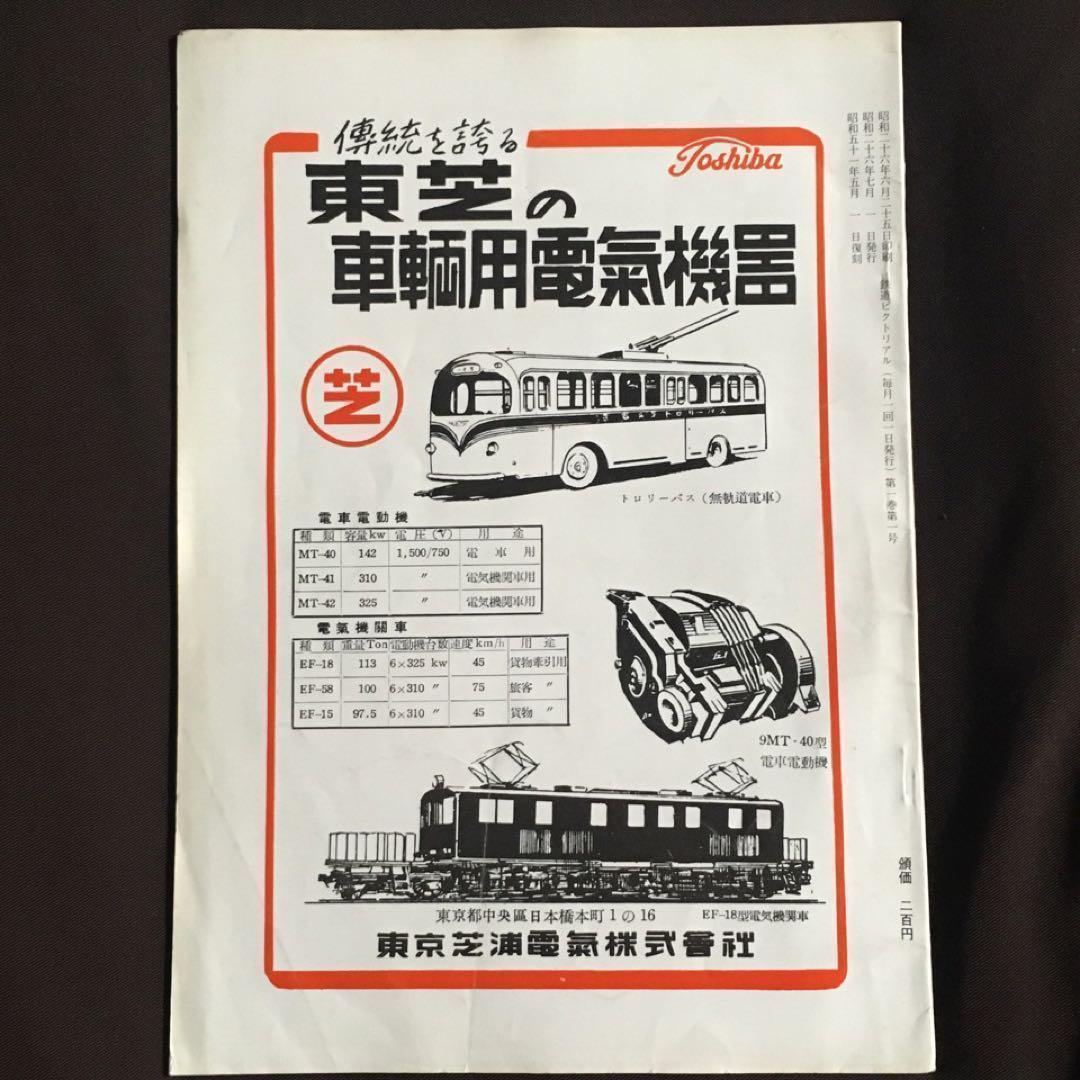 昭和二十六年六月二十五日印刷 鉄道ピクトリアル (毎月一回一日発行) 第一巻第一号
昭和二十六年七月 一 日発行
昭和五十一年五月 一 日復刻
頒価 二百円
傳統を誇る
Toshiba
東芝の
車輌用電氣機器
芝
トロリーバス
トロリーバス (無軌道電車)
電車電動機
種類 容量kw 電圧(V) 用途
MT-40 142 1,500/750 電車用
MT-41 310 〃 電気機関車用
MT-42 325 〃 電気機関車用
電氣機關車
種類 重量Ton 電動機台数 速度km/h 用途
EF-18 113 6×325 kw 45 貨物牽引用
EF-58 100 6×310 〃 75 旅客 〃
EF-15 97.5 6×310 〃 45 貨物 〃
9MT-40型
電車電動機
東京都中央區日本橋本町1の16
EF-18型電気機関車
東京芝浦電氣株式會社